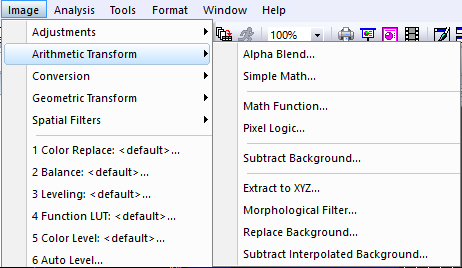 Image Analysis Tools Format Window
100%
Adjustments
Arithmetic Transform
Conversion
Geometric Transform
Spatial Filters
1 Color Replace: <default>...
2 Balance: <default>...
3 Leveling: <default>...
4 Function LUT: <default>...
5 Color Level: <default>...
6 Auto Level...
Alpha Blend...
Simple Math...
Math Function...
Pixel Logic...
Subtract Background...
Extract to XYZ...
Morphological Filter...
Replace Background...
Subtract Interpolated Background...